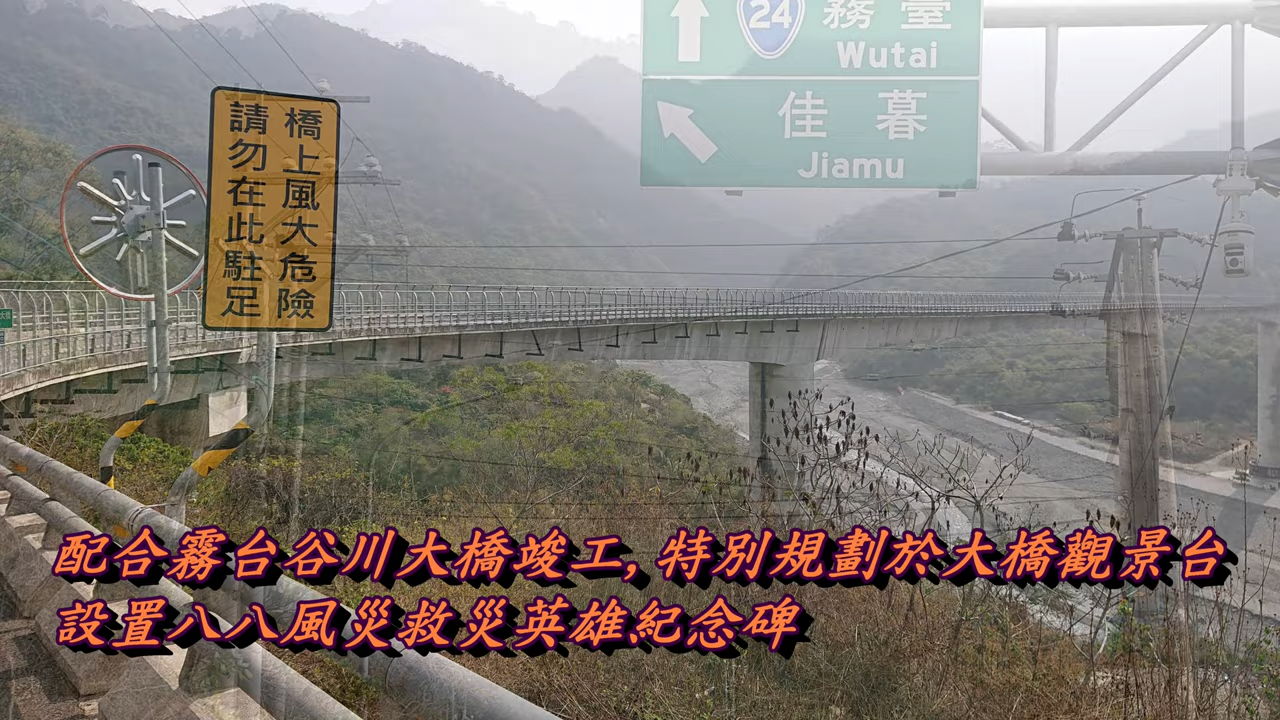 24 霧臺
Wutai
佳暮
Jiamu
橋上風大危險
請勿在此駐足
配合霧台谷川大橋竣工,特別規劃於大橋觀景台
設置八八風災救災英雄紀念碑